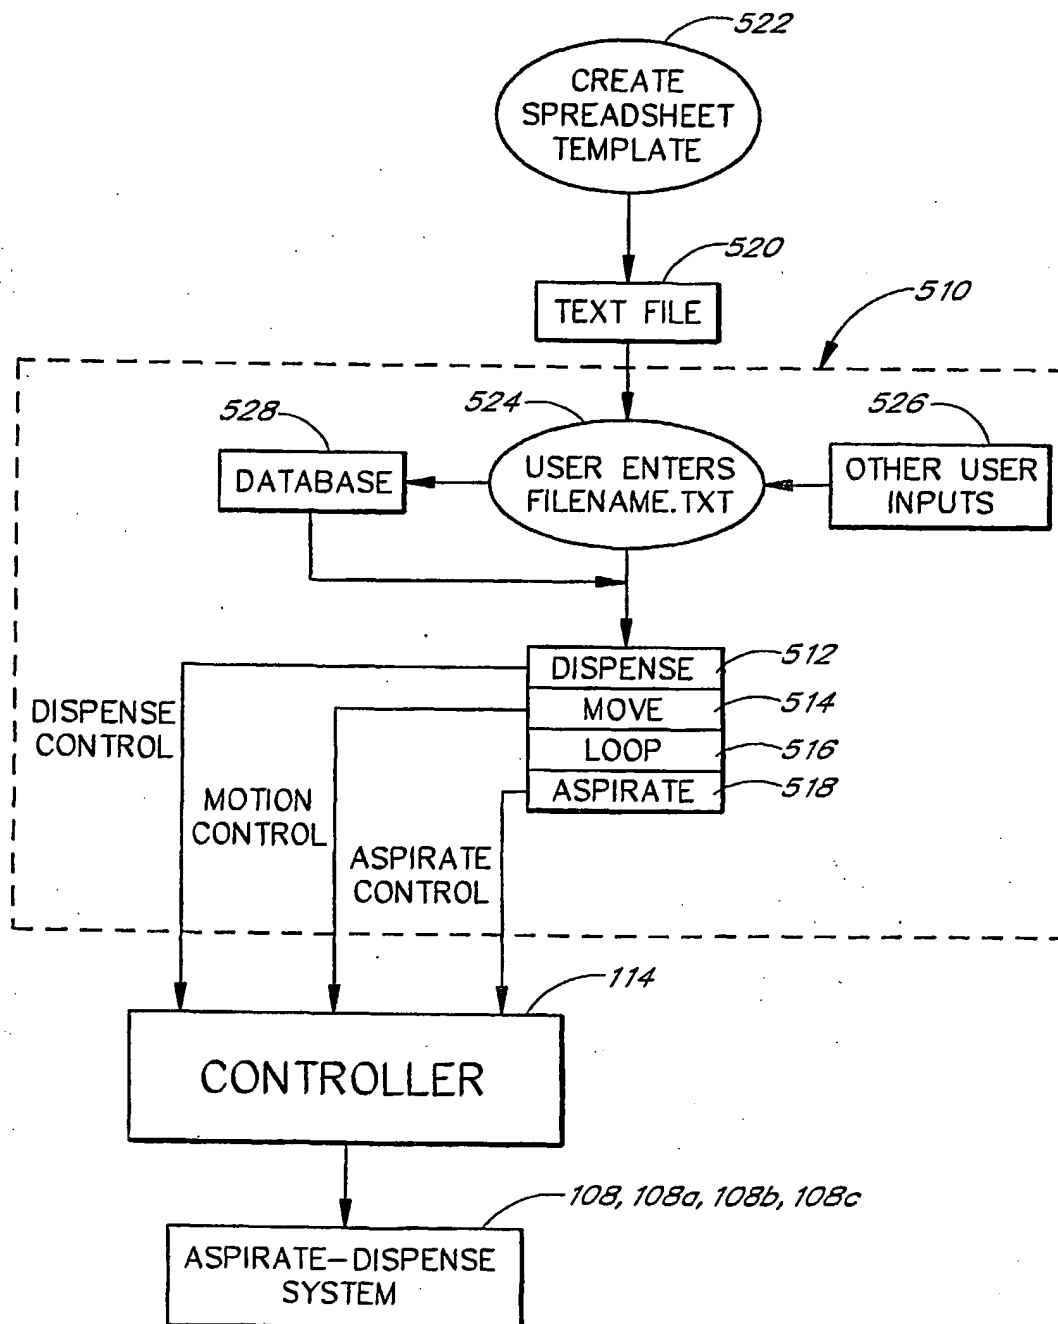 522
CREATE
SPREADSHEET
TEMPLATE
520
TEXT FILE
510
528
DATABASE
524
USER ENTERS
FILENAME.TXT
526
OTHER USER
INPUTS
DISPENSE 512
MOVE 514
LOOP 516
ASPIRATE 518
DISPENSE
CONTROL
MOTION
CONTROL
ASPIRATE
CONTROL
114
CONTROLLER
108, 108a, 108b, 108c
ASPIRATE-DISPENSE
SYSTEM